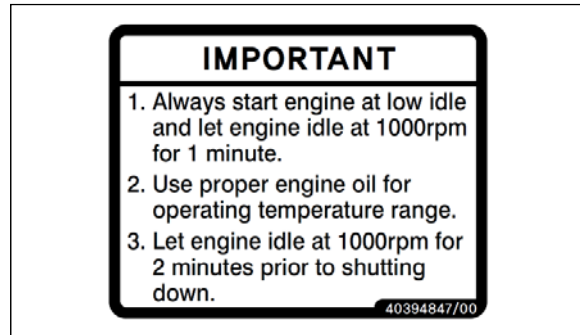 IMPORTANT
1. Always start engine at low idle
and let engine idle at 1000rpm
for 1 minute.
2. Use proper engine oil for
operating temperature range.
3. Let engine idle at 1000rpm for
2 minutes prior to shutting
down.
40394847/00